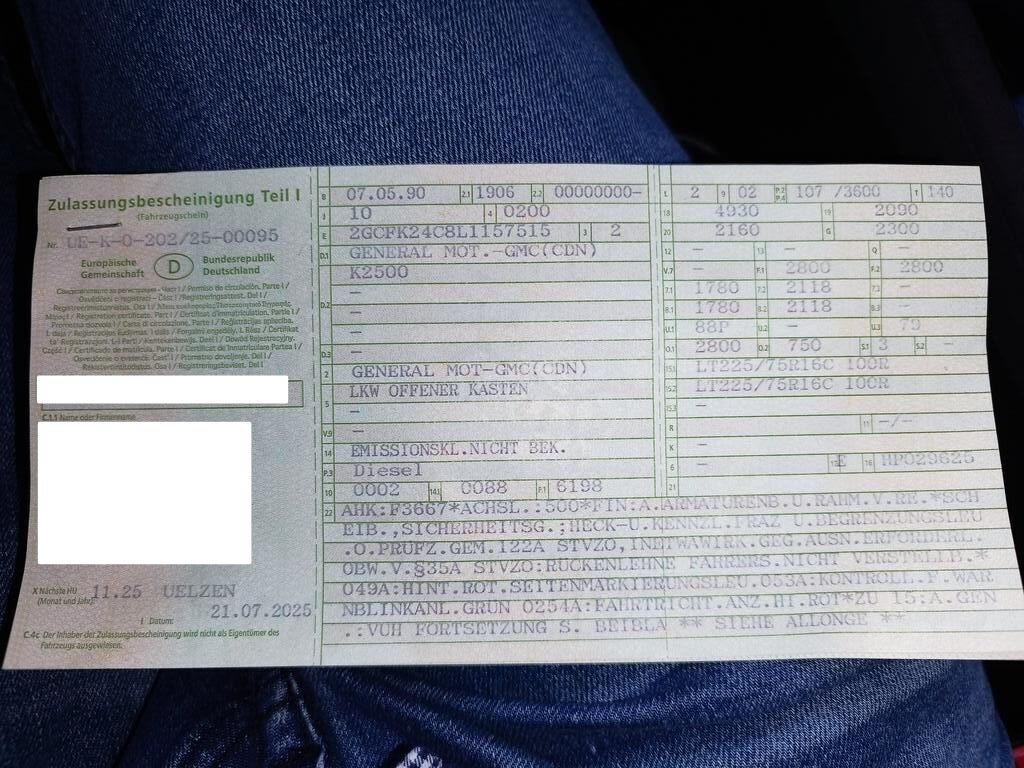 Zulassungsbescheinigung Teil I
(Fahrzeugschein)
Nr. UE-K-0-202/25-00095
Europäische Gemeinschaft
D
Bundesrepublik Deutschland
C.1.1 Name oder Firmenname
X Nächste HU 11.25 UELZEN
(Monat und Jahr)
I Datum: 21.07.2025
C.4c Der Inhaber der Zulassungsbescheinigung wird nicht als Eigentümer des
Fahrzeugs ausgewiesen.
B 07.05.90 2.1 1906 2.2 00000000-
J 10 4 0200
E 2GCFK24C8L1157515 3 2
D.1 GENERAL MOT.-GMC(CDN)
K2500
–
D.2 –
–
D.3 –
2 GENERAL MOT-GMC(CDN)
5 LKW OFFENER KASTEN
–
V.9 –
14 EMISSIONSKL.NICHT BEK.
P.3 Diesel
10 0002 14.1 0088 P.1 6198
L 2 9 02 P.2 P.4 107 /3600 T 140
18 4930 19 2090
20 2160 G 2300
12 – 13 – Q –
V.7 – F.1 2800 F.2 2800
7.1 1780 7.2 2118 7.3 –
8.1 1780 8.2 2118 8.3 –
U.1 88P U.2 – U.3 79
O.1 2800 O.2 750 S.1 3 S.2 –
15.1 LT225/75R16C 100R
15.2 LT225/75R16C 100R
15.3 –
R 11 –/–
K –
6 – 17 E 16 HP029625
21
22 AHK:F3667*ACHSL.:500*FIN:A.ARMATURENB.U.RAHM.V.RE.*SCH
EIB.,SICHERHEITSG.;HECK-U.KENNZL.FRAZ U.BEGRENZUNGSLEU
.O.PRUFZ.GEM.122A STVZO, GEG.AUSN.ERFORDERL.
OBW.V.§35A STVZO:RUCKENLEHNE FAHRERS.NICHT VERSTELLB.*
049A:HINT.ROT.SEITENMARKIERUNGSLEU.053A:KONTROLL.F.WAR
NBLINKANL.GRUN 0254A:FAHRTRICHT.ANZ.HI.ROT*ZU 15:A.GEN
.:VUH FORTSETZUNG S. BEIBLA ** SIEHE ALLONGE **